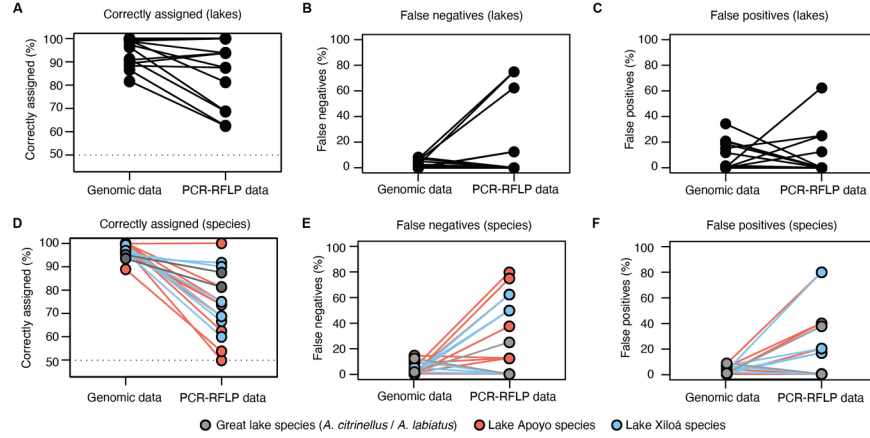 A
Correctly assigned (lakes)
Correctly assigned (%)
100
90
80
70
60
50
Genomic data
PCR-RFLP data
B
False negatives (lakes)
False negatives (%)
100
80
60
40
20
0
Genomic data
PCR-RFLP data
C
False positives (lakes)
False positives (%)
100
80
60
40
20
0
Genomic data
PCR-RFLP data
D
Correctly assigned (species)
Correctly assigned (%)
100
90
80
70
60
50
Genomic data
PCR-RFLP data
E
False negatives (species)
False negatives (%)
100
80
60
40
20
0
Genomic data
PCR-RFLP data
F
False positives (species)
False positives (%)
100
80
60
40
20
0
Genomic data
PCR-RFLP data
Great lake species (A. citrinellus / A. labiatus)
Lake Apoyo species
Lake Xiloá species